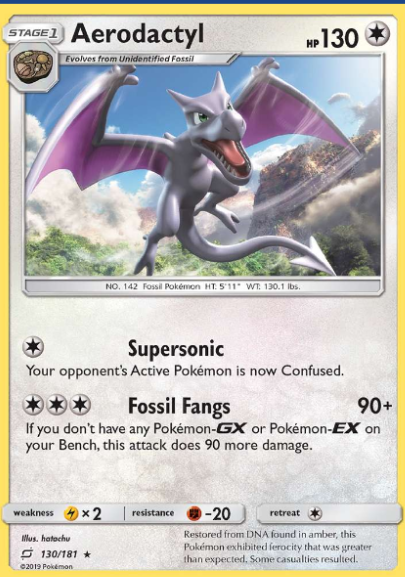 STAGE 1 Aerodactyl HP 130
Evolves from Unidentified Fossil
NO. 142 Fossil Pokémon HT: 5'11" WT: 130.1 lbs.
Supersonic
Your opponent's Active Pokémon is now Confused.
Fossil Fangs 90+
If you don't have any Pokémon-GX or Pokémon-EX on
your Bench, this attack does 90 more damage.
weakness ×2 resistance -20 retreat
Illus. hatachu
130/181 ★
©2019 Pokémon
Restored from DNA found in amber, this
Pokémon exhibited ferocity that was greater
than expected. Some casualties resulted.